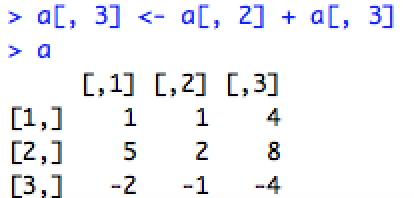 > a[, 3] <- a[, 2] + a[, 3]
> a
     [,1] [,2] [,3]
[1,]    1    1    4
[2,]    5    2    8
[3,]   -2   -1   -4